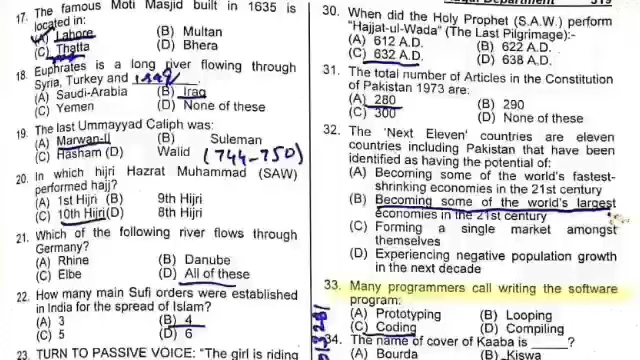 17. The famous Moti Masjid built in 1635 is
located in:
(A) Lahore (B) Multan
(C) Thatta (D) Bhera
18. Euphrates is a long river flowing through
Syria, Turkey and Iraq
(A) Saudi-Arabia (B) Iraq
(C) Yemen (D) None of these
19. The last Ummayyad Caliph was:
(A) Marwan-II (B) Suleman
(C) Hasham (D) Walid (744-750)
20. In which hijri Hazrat Muhammad (SAW)
performed hajj?
(A) 1st Hijri (B) 9th Hijri
(C) 10th Hijri (D) 8th Hijri
21. Which of the following river flows through
Germany?
(A) Rhine (B) Danube
(C) Elbe (D) All of these
22. How many main Sufi orders were established
in India for the spread of Islam?
(A) 3 (B) 4
(C) 5 (D) 6
23. TURN TO PASSIVE VOICE: "The girl is riding
Department 319
30. When did the Holy Prophet (S.A.W.) perform
"Hajjat-ul-Wada" (The Last Pilgrimage):-
(A) 612 A.D. (B) 622 A.D.
(C) 632 A.D. (D) 638 A.D.
31. The total number of Articles in the Constitution
of Pakistan 1973 are:
(A) 280 (B) 290
(C) 300 (D) None of these
32. The 'Next Eleven' countries are eleven
countries including Pakistan that have been
identified as having the potential of:
(A) Becoming some of the world's fastest-
shrinking economies in the 21st century
(B) Becoming some of the world's largest
economies in the 21st century
(C) Forming a single market amongst
themselves
(D) Experiencing negative population growth
in the next decade
33. Many programmers call writing the software
program:
(A) Prototyping (B) Looping
(C) Coding (D) Compiling
34. The name of cover of Kaaba is ____?
(A) Bourda (B) Kiswa